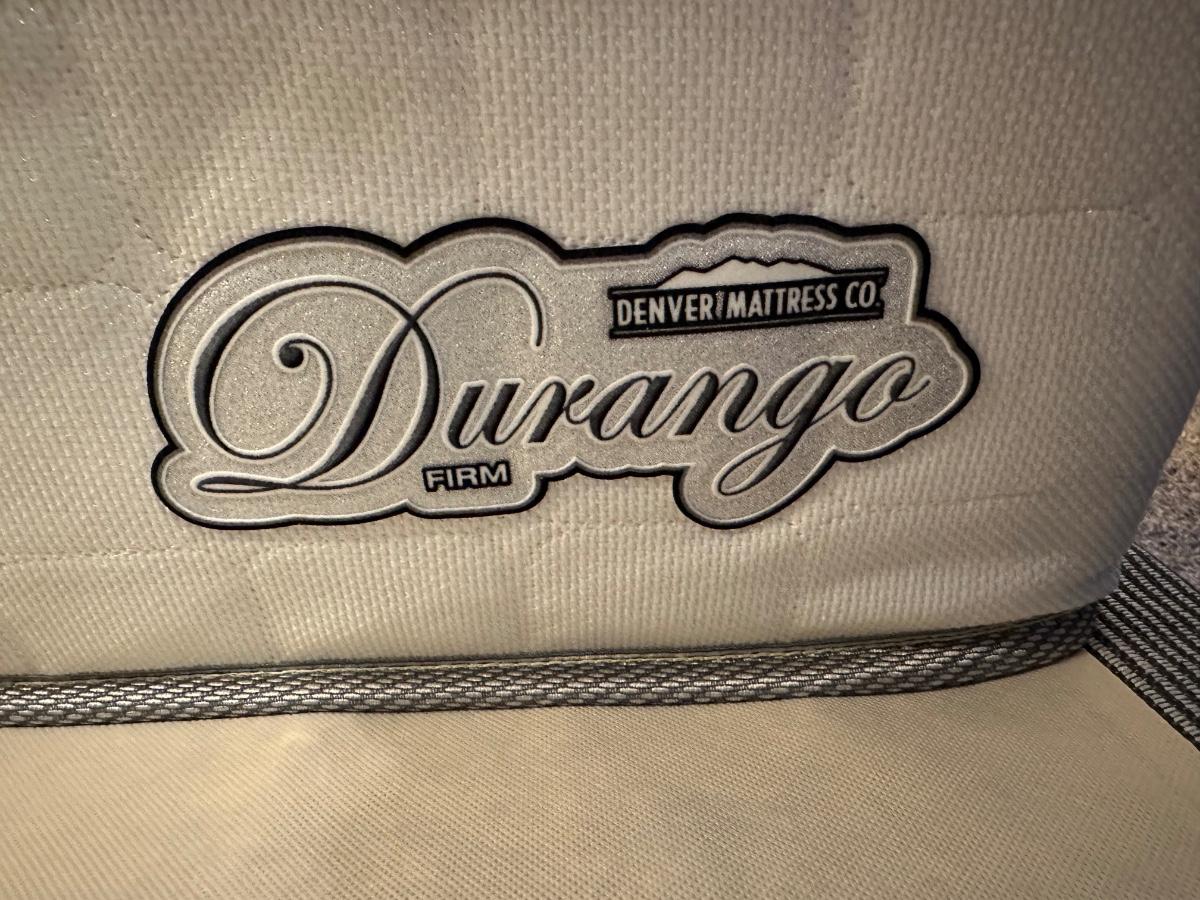 DENVER MATTRESS CO.
Durango
FIRM